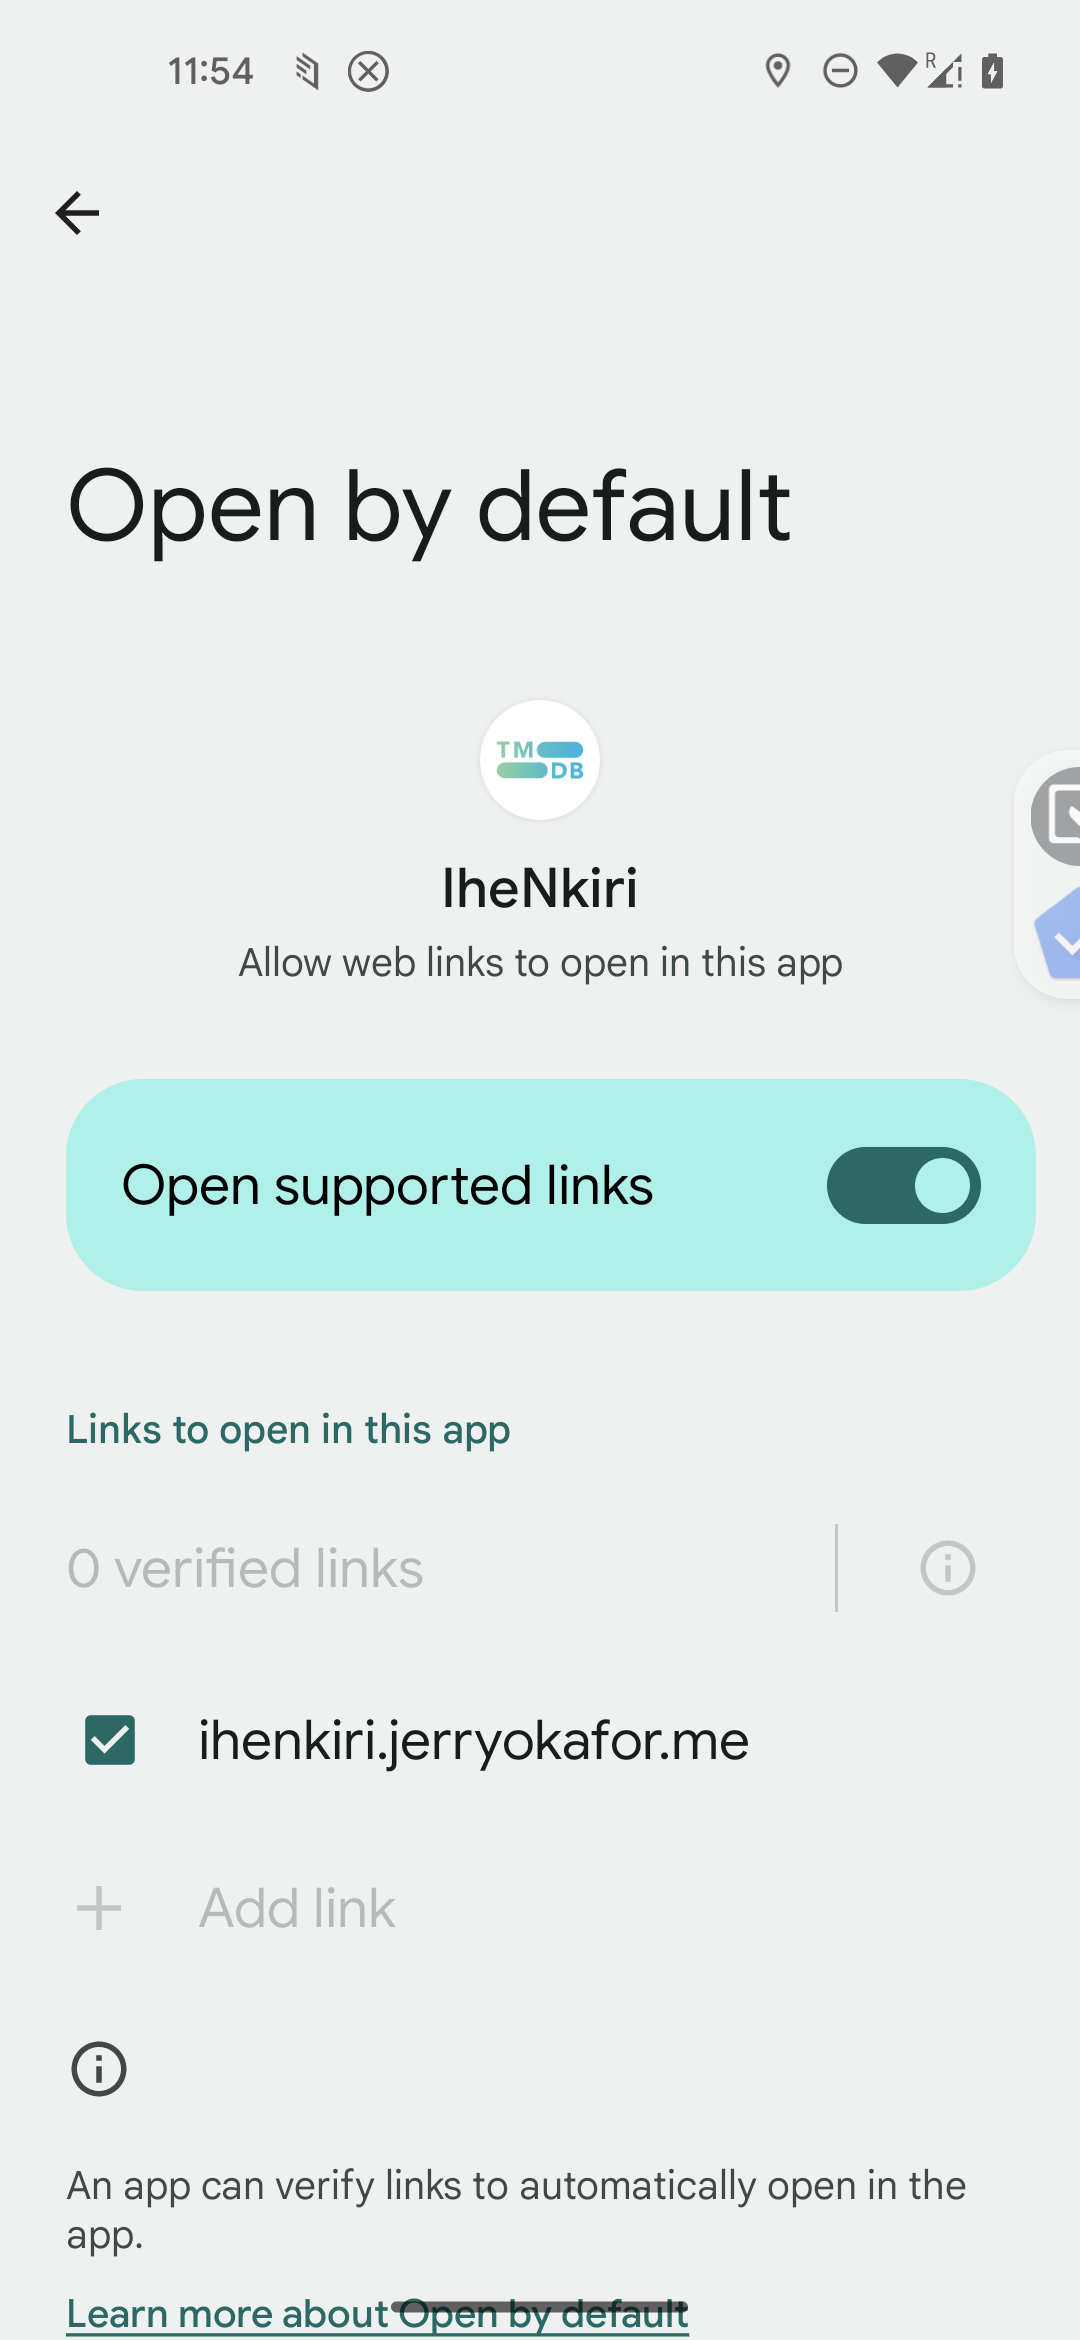 11:54
R
Open by default
TM
DB
IheNkiri
Allow web links to open in this app
Open supported links
Links to open in this app
0 verified links
ihenkiri.jerryokafor.me
Add link
An app can verify links to automatically open in the
app.
Learn more about Open by default